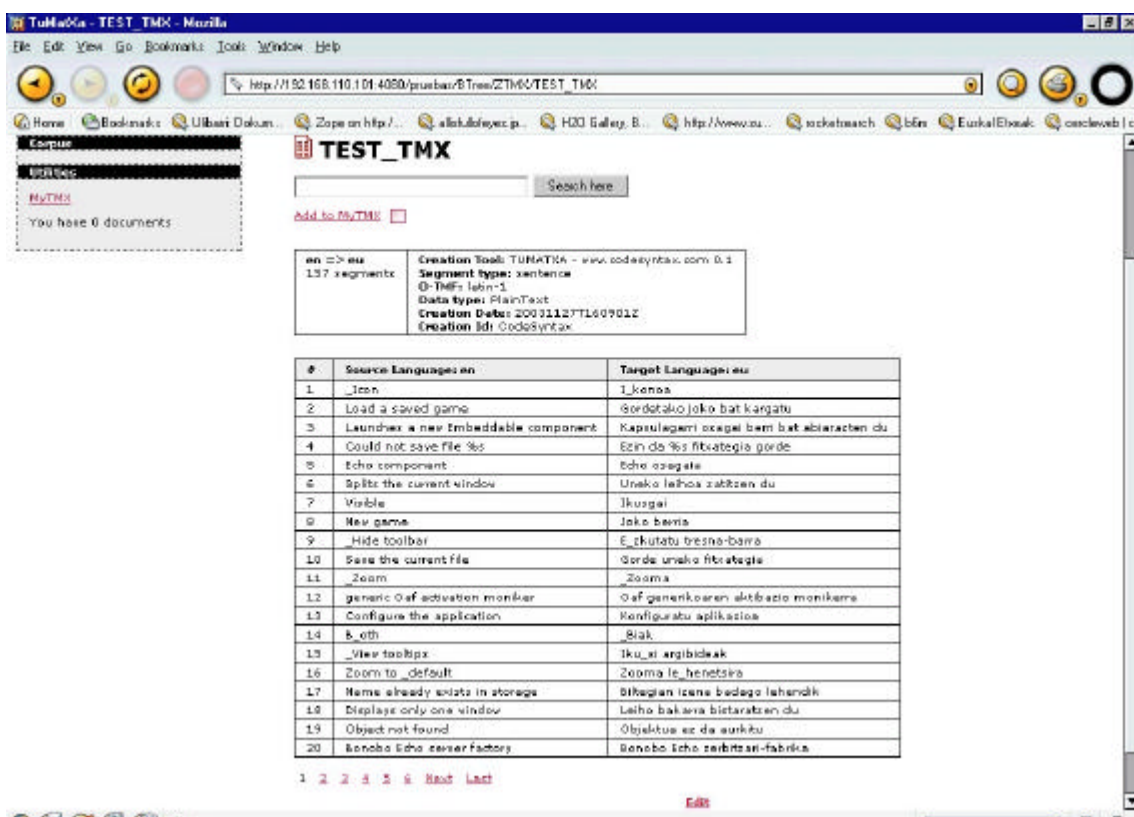 TuMatXa - TEST_TMX - Mozilla
File Edit View Go Bookmarks Tools Window Help
http://192.168.110.101:4080/pruebas/BTree/ZTMX/TEST_TMX
Home Bookmarks Ulibarri Dokum... Zope on http:/... H20 Gallery, B... http://www.zu... rocketsearch
Corpus
TEST_TMX
Utilities
Search here
MyTMX
Add to MyTMX
You have 0 documents
en => eu
137 segments
Creation Tool: TUMATXA - www.codesyntax.com 0.1
Segment type: sentence
O-TMF: latin-1
Data type: PlainText
Creation Date: 20031127T160901Z
Creation Id: CodeSyntax
# Source Language: en Target Language: eu
1 _Icon I_konoa
2 Load a saved game Gordetako joko bat kargatu
3 Launches a new Embeddable component Kapsulagarri osagai berri bat abiarazten du
4 Could not save file %s Ezin da %s fitxategia gorde
5 Echo component Echo osagaia
6 Splits the current window Uneko leihoa zatitzen du
7 Visible Ikusgai
8 New game Joko berria
9 _Hide toolbar E_zkutatu tresna-barra
10 Save the current file Gorde uneko fitxategia
11 _Zoom _Zooma
12 generic Oaf activation moniker Oaf generikoaren aktibazio monikerra
13 Configure the application Konfiguratu aplikazioa
14 B_oth _Biak
15 _View tooltips Iku_si argibideak
16 Zoom to _default Zooma le_henetsira
17 Name already exists in storage Biltegian izena badago lehendik
18 Displays only one window Leiho bakarra bistaratzen du
19 Object not found Objektua ez da aurkitu
20 Bonobo Echo server factory Bonobo Echo zerbitzari-fabrika
1 2 3 4 5 6 Next Last
Edit